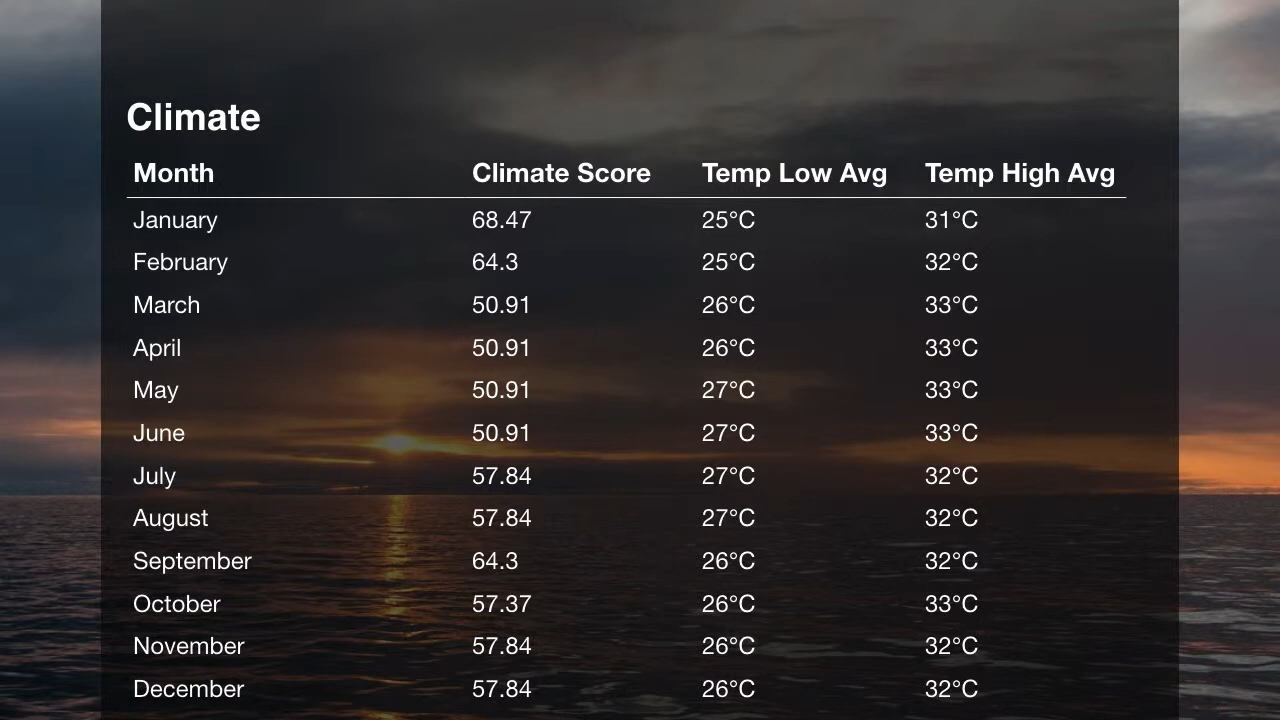 Climate
Month Climate Score Temp Low Avg Temp High Avg
January 68.47 25°C 31°C
February 64.3 25°C 32°C
March 50.91 26°C 33°C
April 50.91 26°C 33°C
May 50.91 27°C 33°C
June 50.91 27°C 33°C
July 57.84 27°C 32°C
August 57.84 27°C 32°C
September 64.3 26°C 32°C
October 57.37 26°C 33°C
November 57.84 26°C 32°C
December 57.84 26°C 32°C